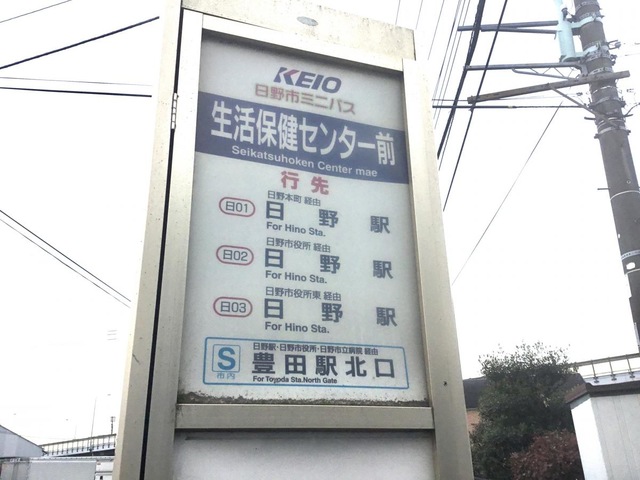 KEIO
日野市ミニバス
生活保健センター前
Seikatsuhoken Center mae
行先
日野本町 経由
日01 日野駅
For Hino Sta.
日野市役所 経由
日02 日野駅
For Hino Sta.
日野市役所東 経由
日03 日野駅
For Hino Sta.
日野駅・日野市役所・日野市立病院 経由
S 豊田駅北口
市内 For Toyoda Sta.North Gate